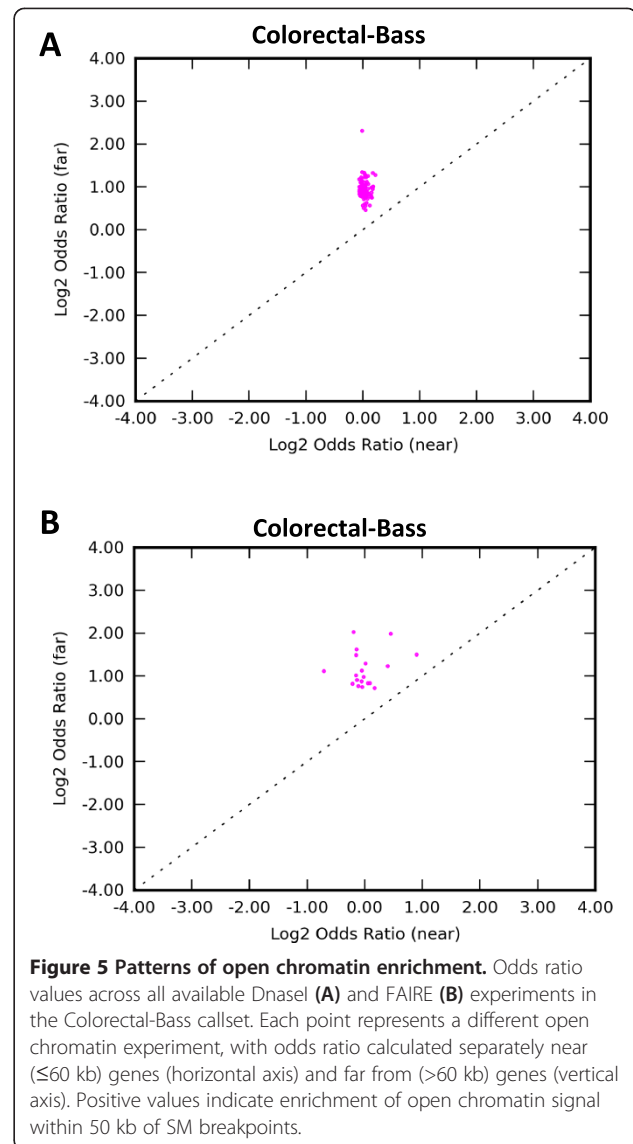 A
Colorectal-Bass
4.00
3.00
2.00
1.00
0.00
-1.00
-2.00
-3.00
-4.00
Log2 Odds Ratio (far)
-4.00 -3.00 -2.00 -1.00 0.00 1.00 2.00 3.00 4.00
Log2 Odds Ratio (near)
B
Colorectal-Bass
4.00
3.00
2.00
1.00
0.00
-1.00
-2.00
-3.00
-4.00
Log2 Odds Ratio (far)
-4.00 -3.00 -2.00 -1.00 0.00 1.00 2.00 3.00 4.00
Log2 Odds Ratio (near)
Figure 5 Patterns of open chromatin enrichment. Odds ratio
values across all available DnaseI (A) and FAIRE (B) experiments in
the Colorectal-Bass callset. Each point represents a different open
chromatin experiment, with odds ratio calculated separately near
(≤60 kb) genes (horizontal axis) and far from (>60 kb) genes (vertical
axis). Positive values indicate enrichment of open chromatin signal
within 50 kb of SM breakpoints.